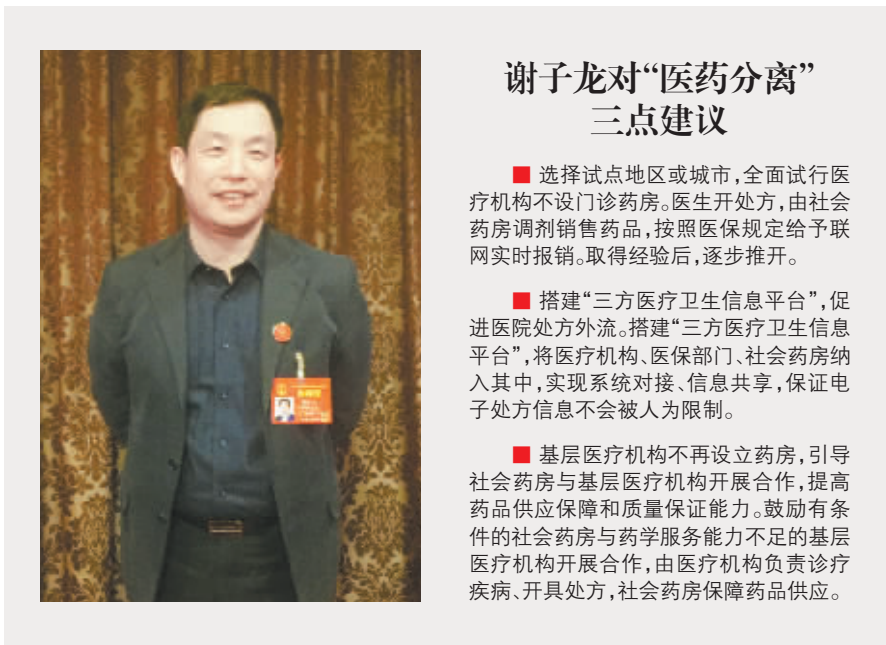 谢子龙对“医药分离”
三点建议
■ 选择试点地区或城市,全面试行医
疗机构不设门诊药房。医生开处方,由社会
药房调剂销售药品,按照医保规定给予联
网实时报销。取得经验后,逐步推开。
■ 搭建“三方医疗卫生信息平台”,促
进医院处方外流。搭建“三方医疗卫生信息
平台”,将医疗机构、医保部门、社会药房纳
入其中,实现系统对接、信息共享,保证电
子处方信息不会被人为限制。
■ 基层医疗机构不再设立药房,引导
社会药房与基层医疗机构开展合作,提高
药品供应保障和质量保证能力。鼓励有条
件的社会药房与药学服务能力不足的基层
医疗机构开展合作,由医疗机构负责诊疗
疾病、开具处方,社会药房保障药品供应。